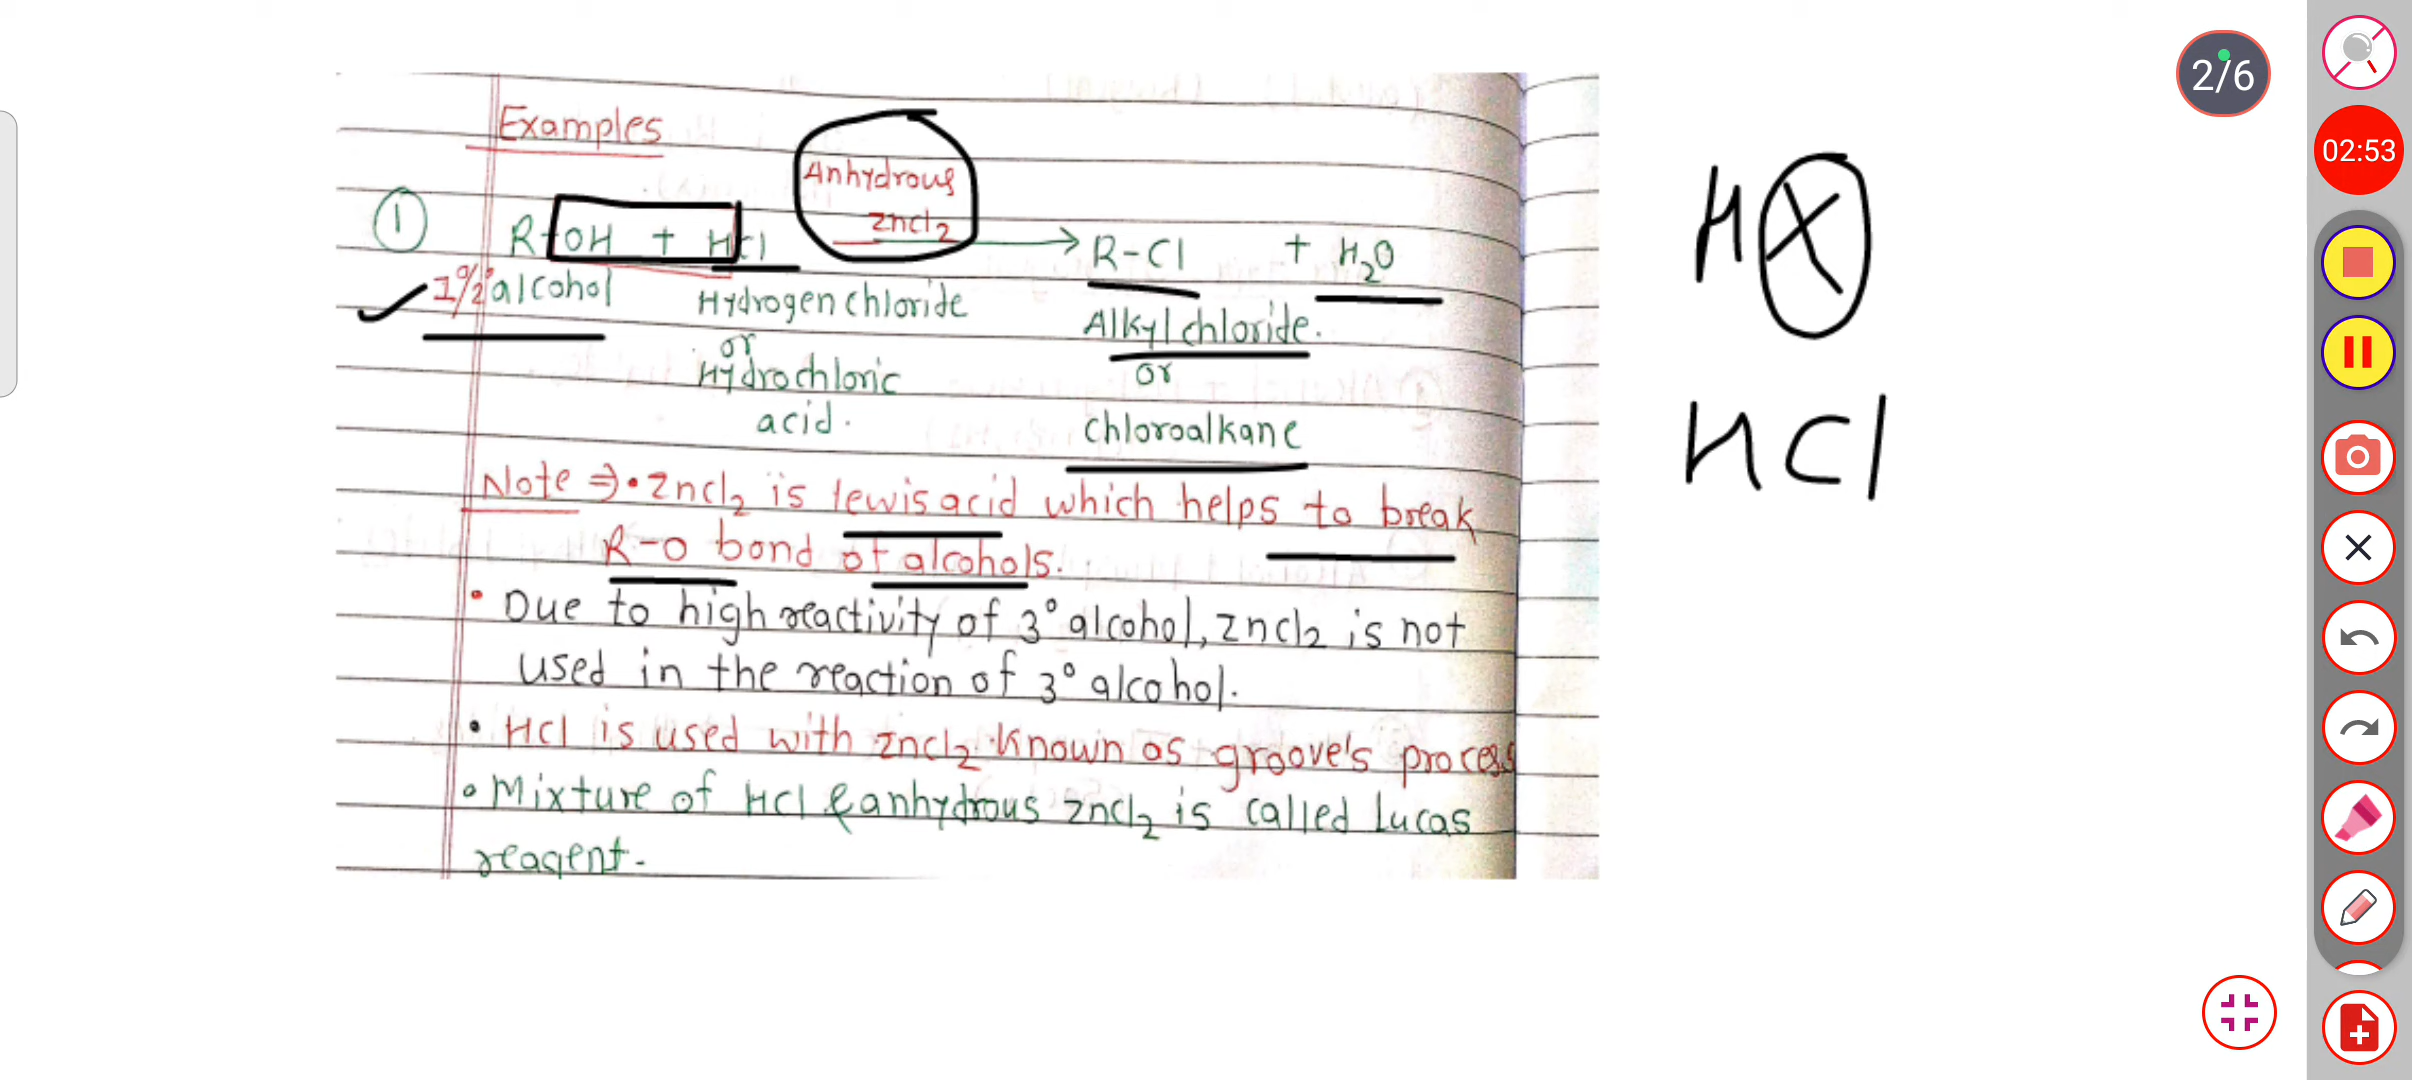 2/6
02:53
Examples
Anhydrous
ZnCl2
① R-OH + HCl → R-Cl + H2O
1°/2° alcohol
Hydrogen chloride
or
Hydrochloric
acid.
Alkyl chloride.
or
Chloroalkane
HX
HCl
Note ⇒ • ZnCl2 is lewis acid which helps to break
R-O bond of alcohols.
• Due to high reactivity of 3° alcohol, ZnCl2 is not
used in the reaction of 3° alcohol.
• HCl is used with ZnCl2 known as groove's process
• Mixture of HCl & anhydrous ZnCl2 is called Lucas
reagent.